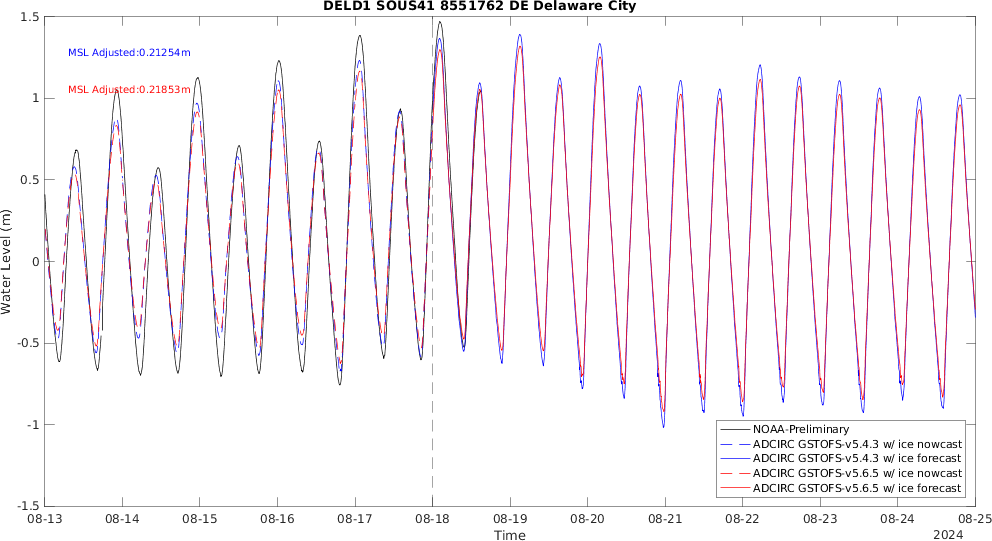 DELD1 SOUS41 8551762 DE Delaware City
MSL Adjusted:0.21254m
MSL Adjusted:0.21853m
Water Level (m)
1.5
1
0.5
0
-0.5
-1
-1.5
NOAA-Preliminary
ADCIRC GSTOFS-v5.4.3 w/ ice nowcast
ADCIRC GSTOFS-v5.4.3 w/ ice forecast
ADCIRC GSTOFS-v5.6.5 w/ ice nowcast
ADCIRC GSTOFS-v5.6.5 w/ ice forecast
08-13 08-14 08-15 08-16 08-17 08-18 08-19 08-20 08-21 08-22 08-23 08-24 08-25
Time
2024